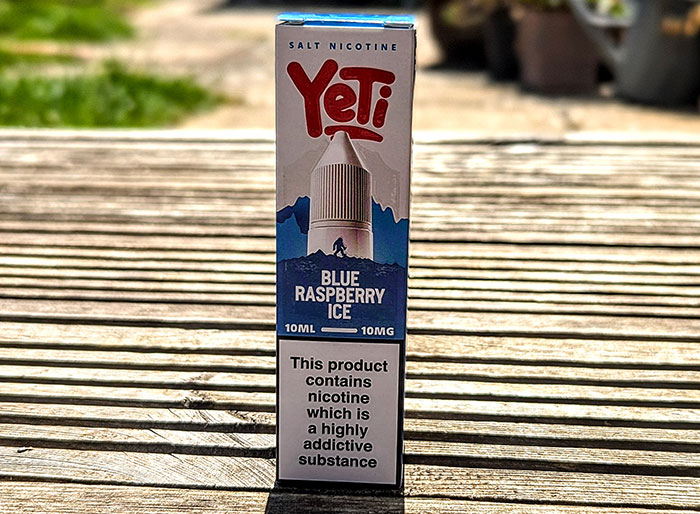 SALT NICOTINE
YeTi
BLUE
RASPBERRY
ICE
10ML 10MG
This product
contains
nicotine
which is
a highly
addictive
substance